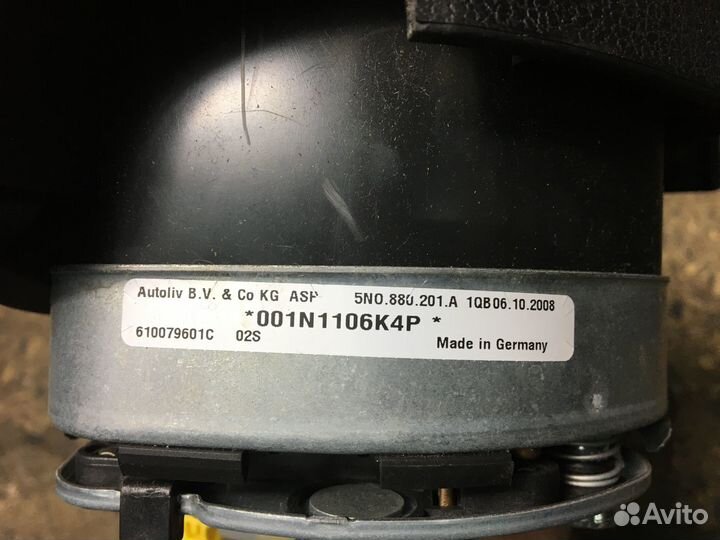 Autoliv B.V. & Co KG ASP 5N0.880.201.A 1QB06.10.2008
*001N1106K4P *
610079601C 02S Made in Germany
Avito